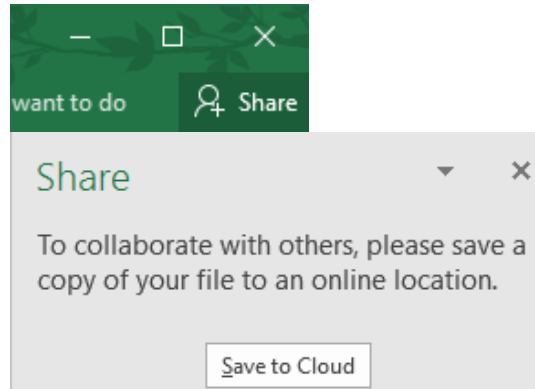 want to do Share
Share
To collaborate with others, please save a
copy of your file to an online location.
Save to Cloud